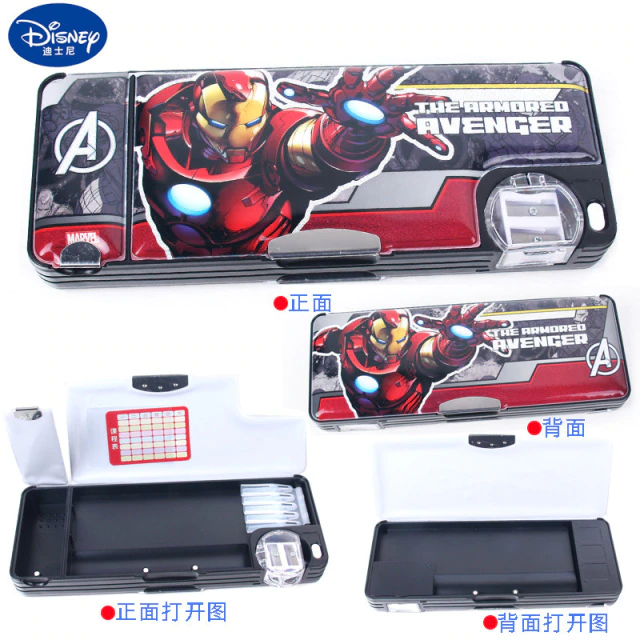 Disney
迪士尼
THE ARMORED
AVENGER
MARVEL
正面
THE ARMORED
AVENGER
背面
课程表
正面打开图
背面打开图